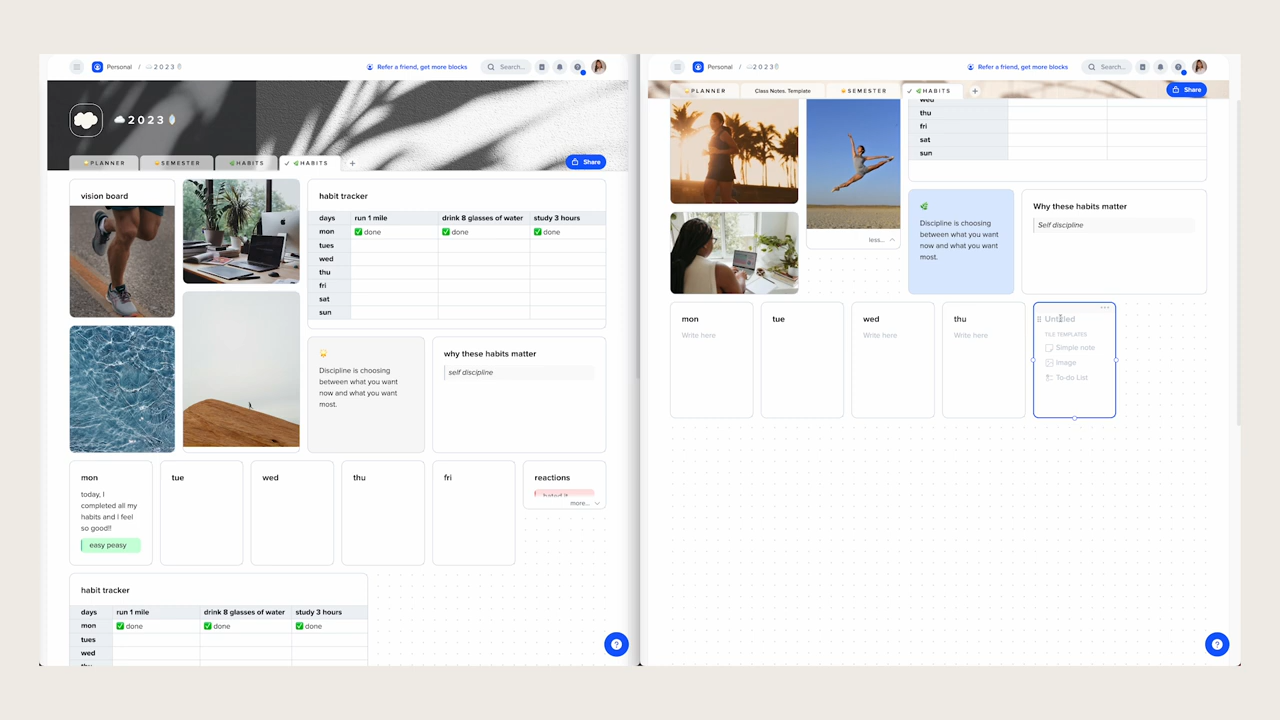 Personal / 2023
Refer a friend, get more blocks
Search...
2023
PLANNER
SEMESTER
HABITS
HABITS
+
Share
vision board
habit tracker
days run 1 mile drink 8 glasses of water study 3 hours
mon ✅ done ✅ done ✅ done
tues
wed
thu
fri
sat
sun
Discipline is choosing
between what you want
now and what you want
most.
why these habits matter
self discipline
mon
today, I
completed all my
habits and I feel
so good!!
easy peasy
tue
wed
thu
fri
reactions
hated it
more...
habit tracker
days run 1 mile drink 8 glasses of water study 3 hours
mon ✅ done ✅ done ✅ done
tues
wed
thu
?
Personal / 2023
Refer a friend, get more blocks
Search...
PLANNER
Class Notes. Template
SEMESTER
HABITS
+
Share
wed
thu
fri
sat
sun
less...
Discipline is choosing
between what you want
now and what you want
most.
Why these habits matter
Self discipline
mon
Write here
tue
wed
Write here
thu
Write here
Untitled
TILE TEMPLATES
Simple note
Image
To-do List
?